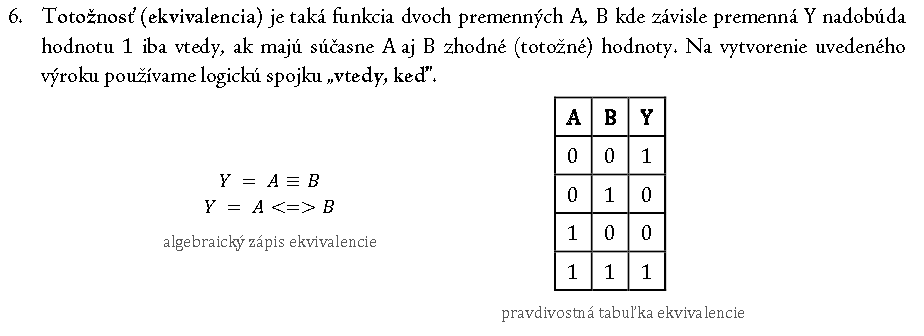 6. Totožnosť (ekvivalencia) je taká funkcia dvoch premenných A, B kde závisle premenná Y nadobúda
hodnotu 1 iba vtedy, ak majú súčasne A aj B zhodné (totožné) hodnoty. Na vytvorenie uvedeného
výroku používame logickú spojku „vtedy, keď".
Y = A ≡ B
Y = A <=> B
algebraický zápis ekvivalencie
A B Y
0 0 1
0 1 0
1 0 0
1 1 1
pravdivostná tabuľka ekvivalencie